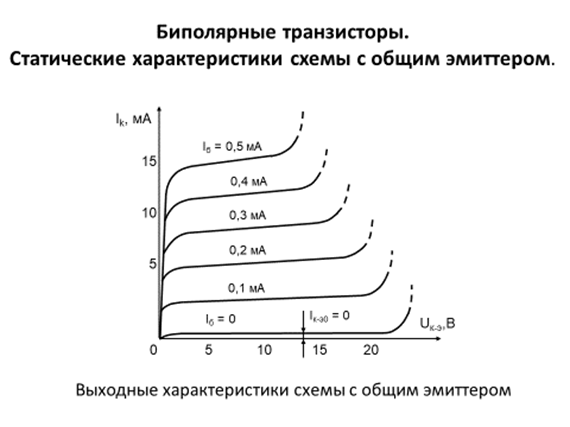 Биполярные транзисторы.
Статические характеристики схемы с общим эмиттером.
Iк, мА
Iб = 0,5 мА
15
0,4 мА
10
0,3 мА
0,2 мА
5
0,1 мА
Iб = 0
Iк-э0 = 0
Uк-э,В
0 5 10 15 20
Выходные характеристики схемы с общим эмиттером